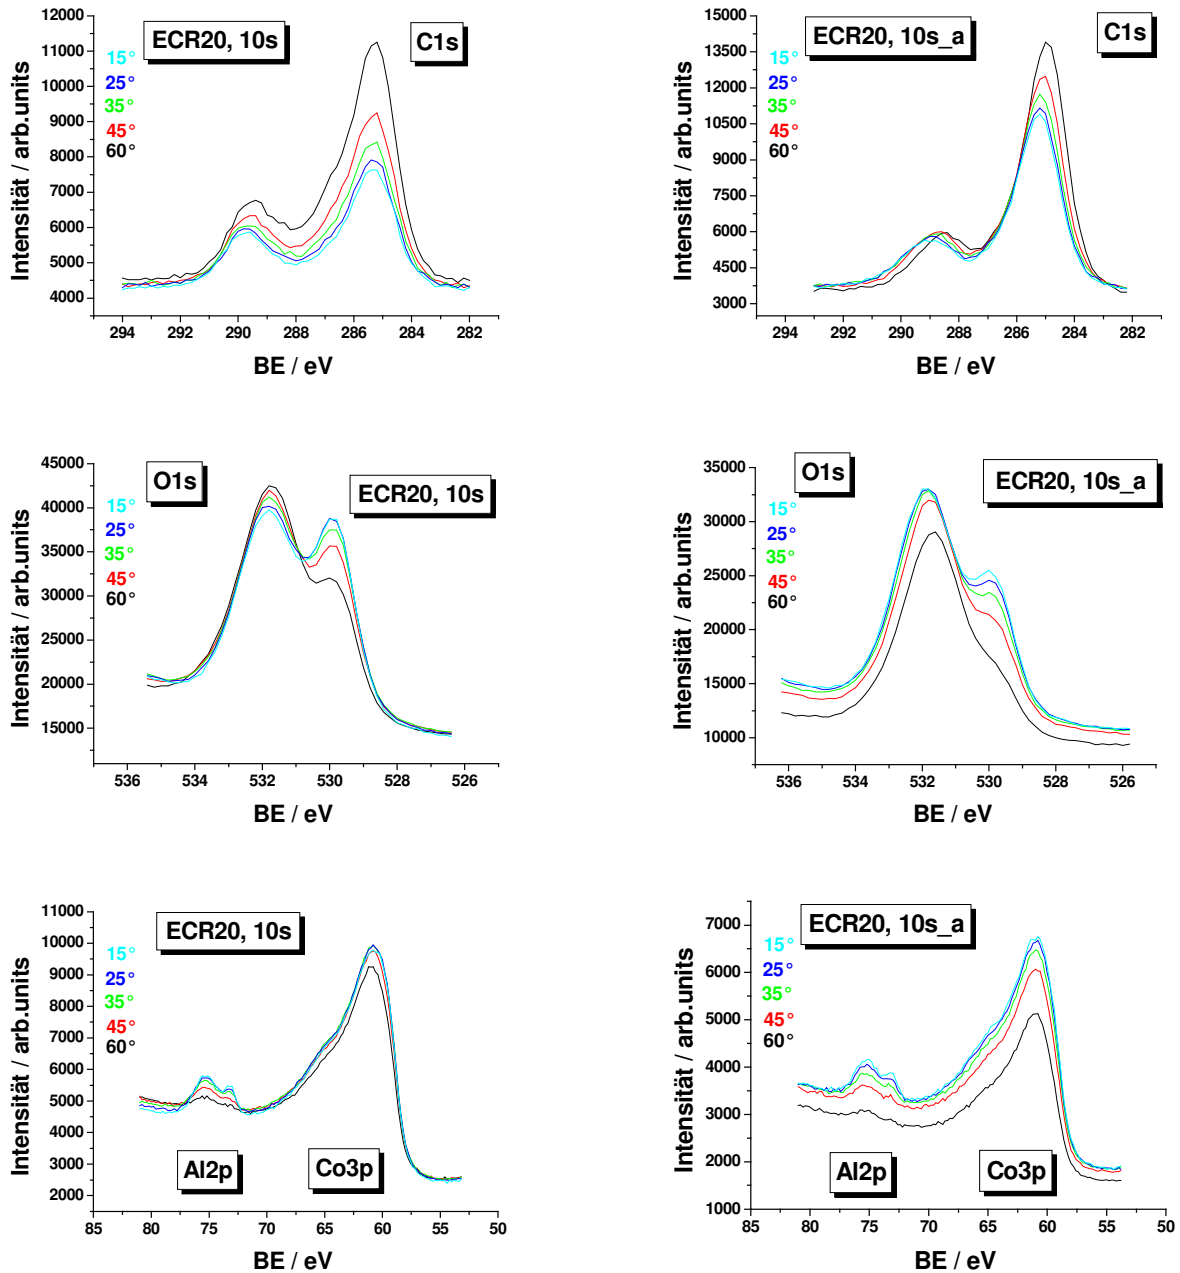 ECR20, 10s
C1s
15°
25°
35°
45°
60°
12000
11000
10000
9000
8000
7000
6000
5000
4000
294 292 290 288 286 284 282
Intensität / arb.units
BE / eV
ECR20, 10s_a
C1s
15°
25°
35°
45°
60°
15000
13500
12000
10500
9000
7500
6000
4500
3000
294 292 290 288 286 284 282
Intensität / arb.units
BE / eV
O1s
ECR20, 10s
15°
25°
35°
45°
60°
45000
40000
35000
30000
25000
20000
15000
536 534 532 530 528 526
Intensität / arb.units
BE / eV
O1s
ECR20, 10s_a
15°
25°
35°
45°
60°
35000
30000
25000
20000
15000
10000
536 534 532 530 528 526
Intensität / arb.units
BE / eV
ECR20, 10s
15°
25°
35°
45°
60°
11000
10000
9000
8000
7000
6000
5000
4000
3000
2000
Al2p
Co3p
85 80 75 70 65 60 55 50
Intensität / arb.units
BE / eV
ECR20, 10s_a
15°
25°
35°
45°
60°
7000
6000
5000
4000
3000
2000
1000
Al2p
Co3p
85 80 75 70 65 60 55 50
Intensität / arb.units
BE / eV